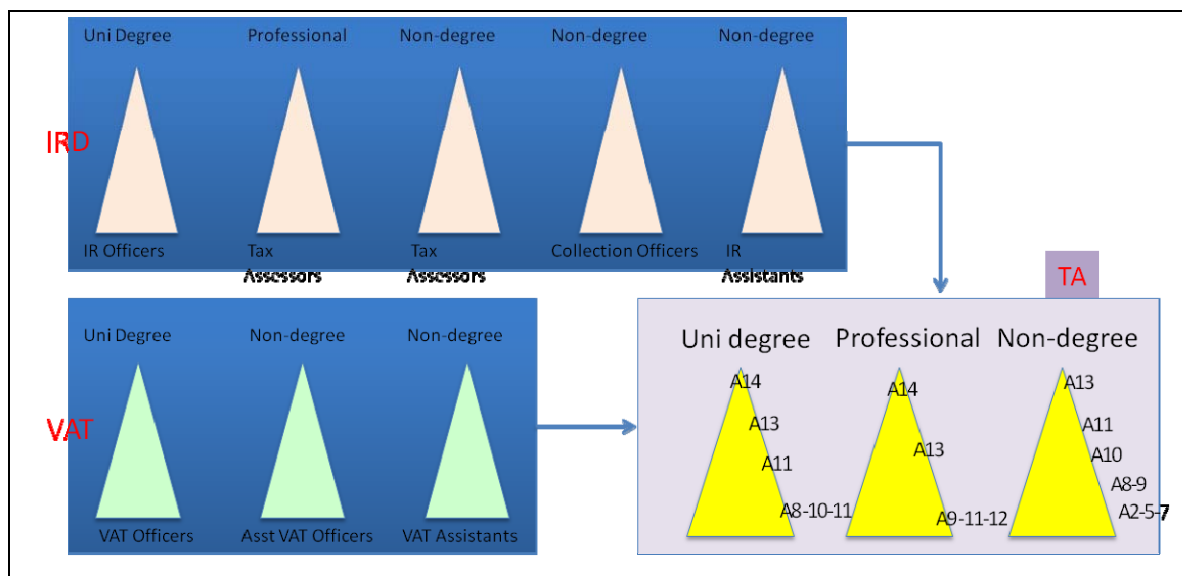 Uni Degree
Professional
Non-degree
Non-degree
Non-degree
IRD
IR Officers
Tax
Assessors
Tax
Assessors
Collection Officers
IR
Assistants
TA
Uni Degree
Non-degree
Non-degree
VAT
VAT Officers
Asst VAT Officers
VAT Assistants
Uni degree
Professional
Non-degree
A14
A13
A11
A8-10-11
A14
A13
A9-11-12
A13
A11
A10
A8-9
A2-5-7